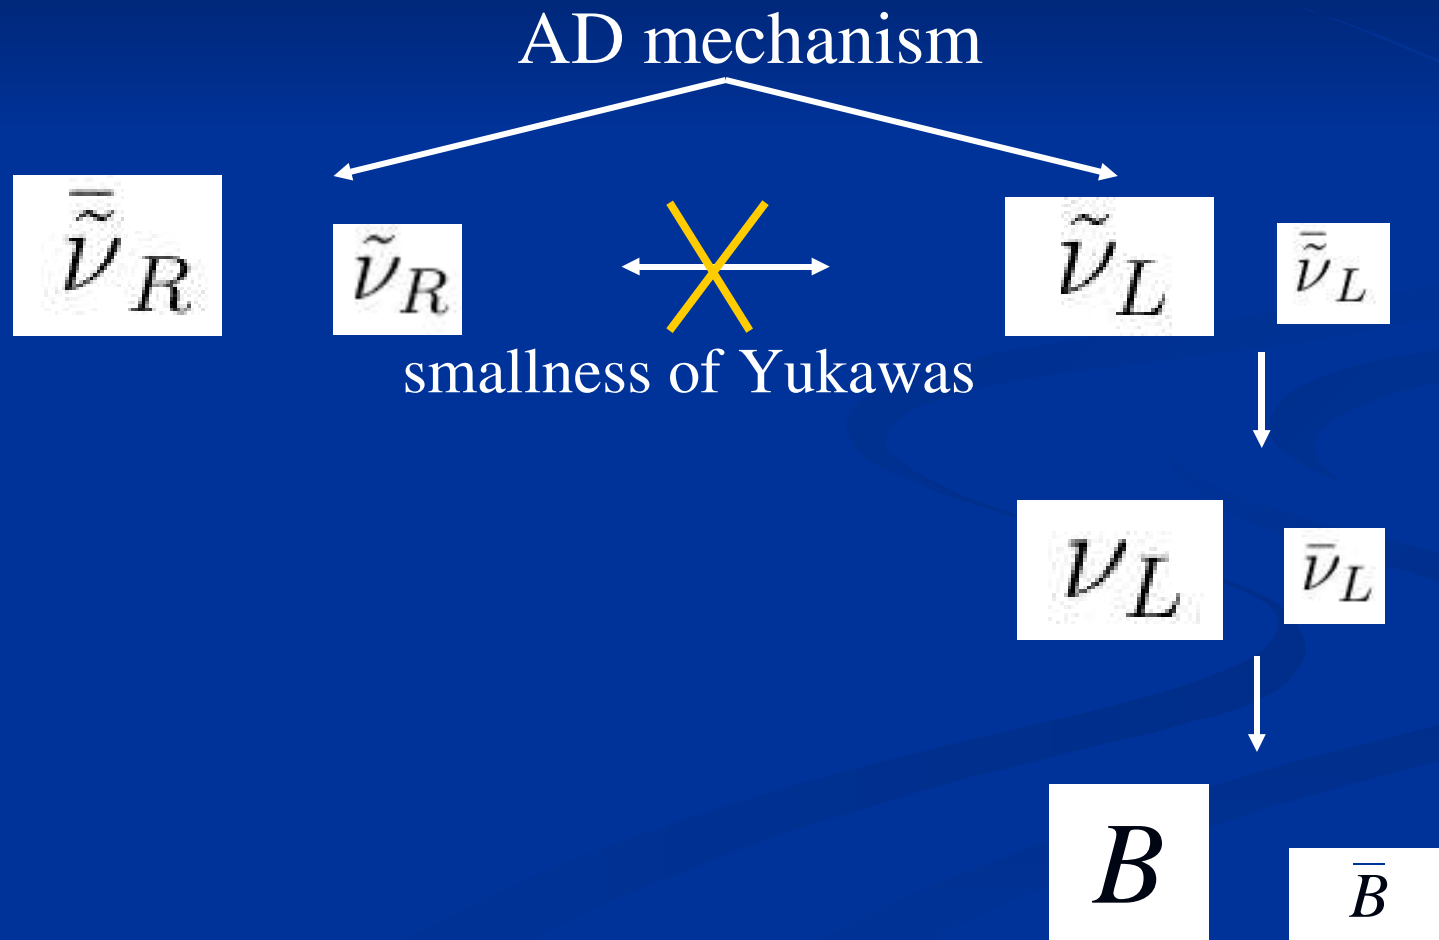 AD mechanism
ν̃̄_R ν̃_R ν̃_L ν̃̄_L
smallness of Yukawas
ν_L ν̄_L
B B̄